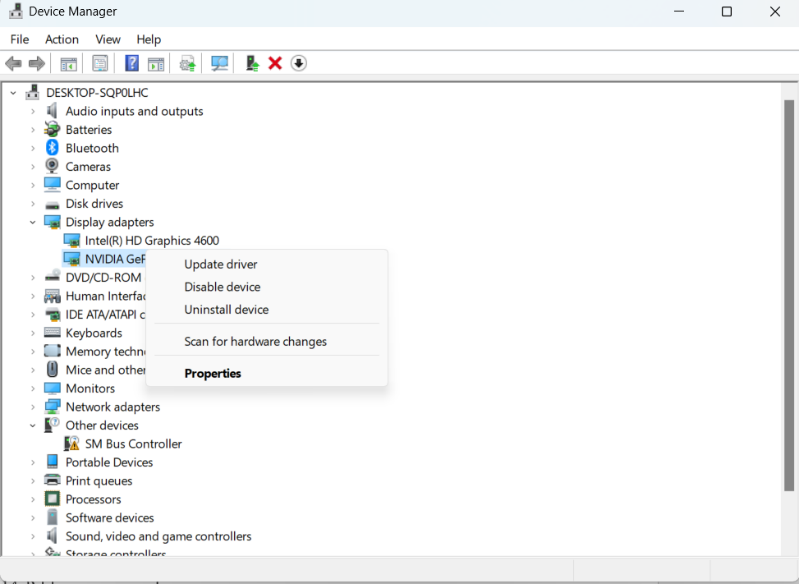 Device Manager
File Action View Help
DESKTOP-SQP0LHC
Audio inputs and outputs
Batteries
Bluetooth
Cameras
Computer
Disk drives
Display adapters
Intel(R) HD Graphics 4600
NVIDIA GeF
Update driver
Disable device
Uninstall device
Scan for hardware changes
Properties
DVD/CD-ROM
Human Interfac
IDE ATA/ATAPI c
Keyboards
Memory techn
Mice and other
Monitors
Network adapters
Other devices
SM Bus Controller
Portable Devices
Print queues
Processors
Software devices
Sound, video and game controllers
Storage controllers